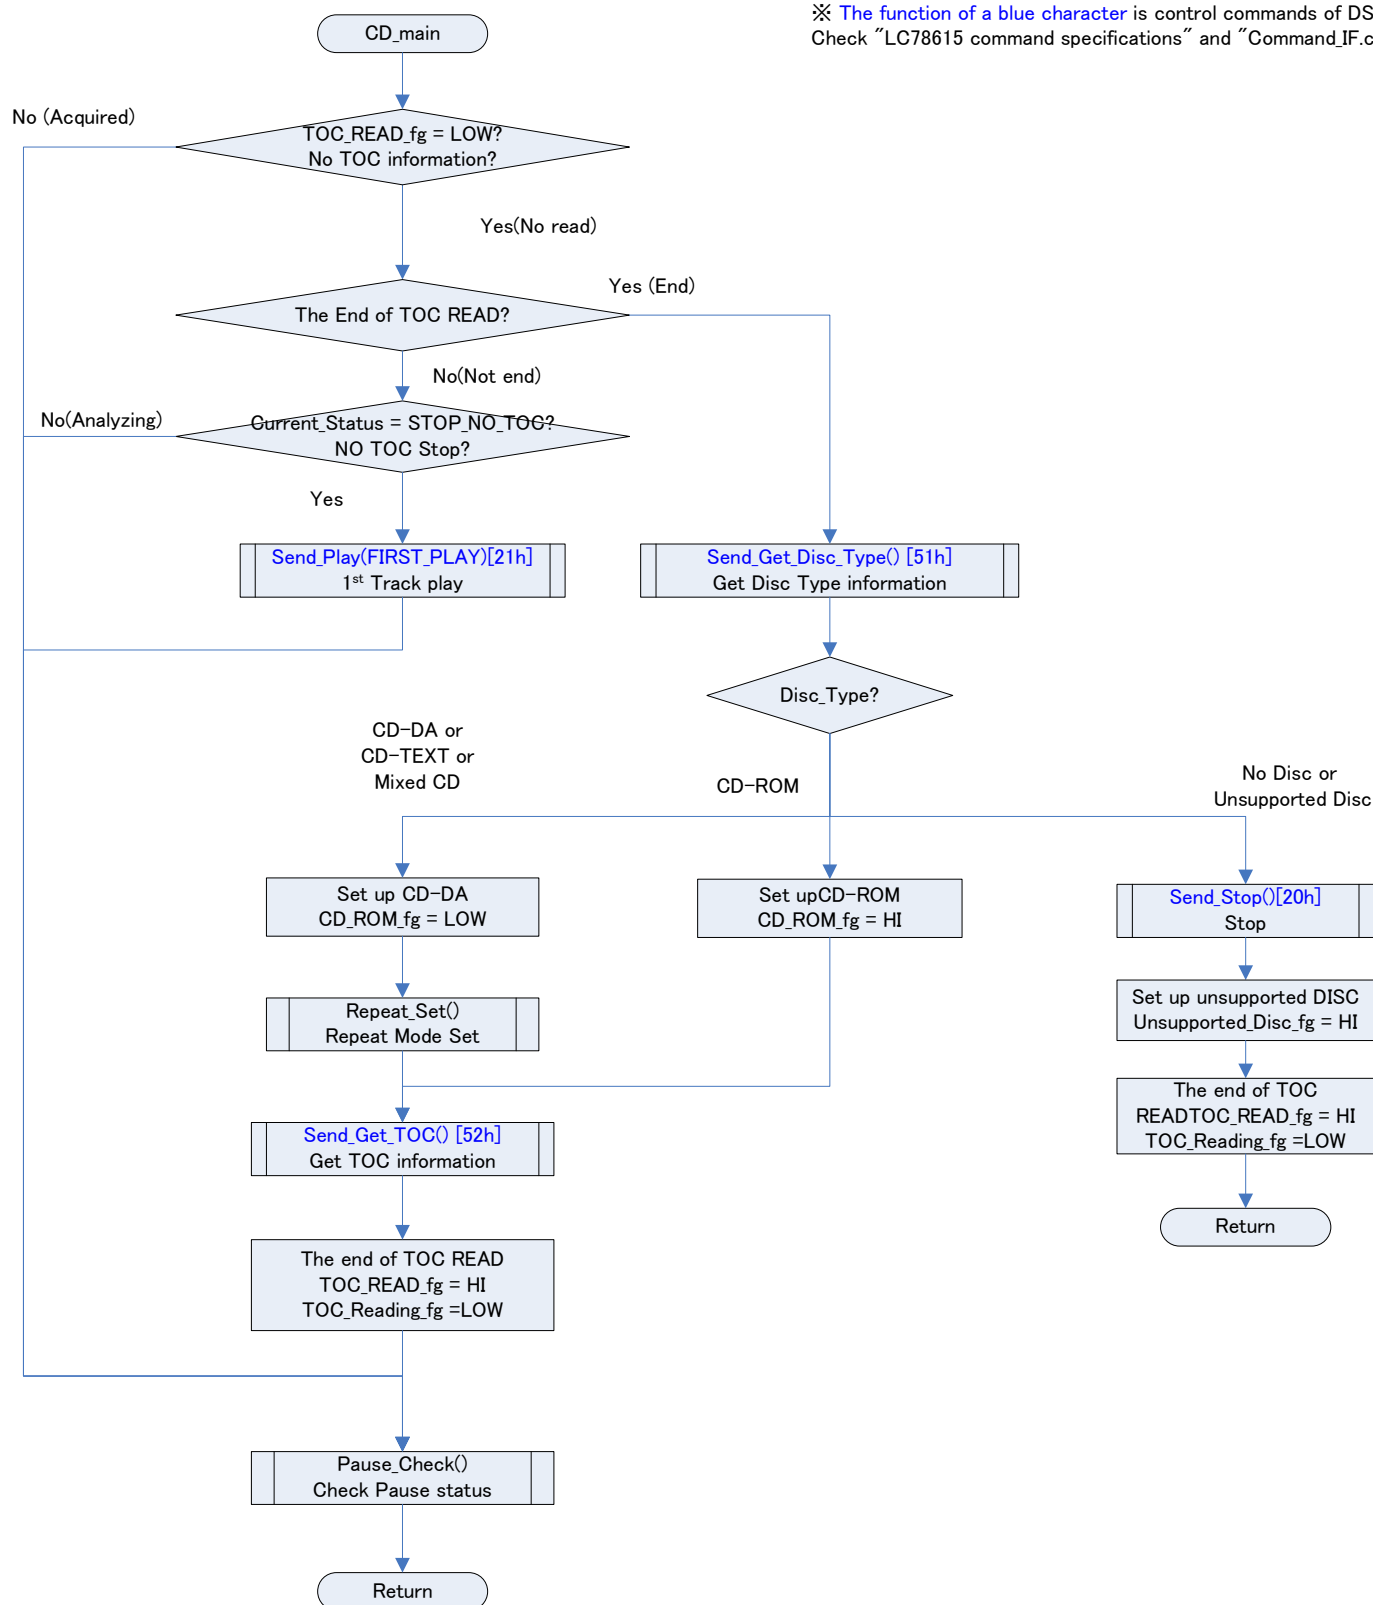 CD_main
※ The function of a blue character is control commands of DS
Check "LC78615 command specifications" and "Command_IF.c
No (Acquired)
TOC_READ_fg = LOW?
No TOC information?
Yes(No read)
Yes (End)
The End of TOC READ?
No(Not end)
No(Analyzing)
Current_Status = STOP_NO_TOC?
NO TOC Stop?
Yes
Send_Play(FIRST_PLAY)[21h]
1st Track play
Send_Get_Disc_Type() [51h]
Get Disc Type information
Disc_Type?
CD-DA or
CD-TEXT or
Mixed CD
CD-ROM
No Disc or
Unsupported Disc
Set up CD-DA
CD_ROM_fg = LOW
Set upCD-ROM
CD_ROM_fg = HI
Send_Stop()[20h]
Stop
Repeat_Set()
Repeat Mode Set
Set up unsupported DISC
Unsupported_Disc_fg = HI
The end of TOC
READTOC_READ_fg = HI
TOC_Reading_fg =LOW
Send_Get_TOC() [52h]
Get TOC information
Return
The end of TOC READ
TOC_READ_fg = HI
TOC_Reading_fg =LOW
Pause_Check()
Check Pause status
Return